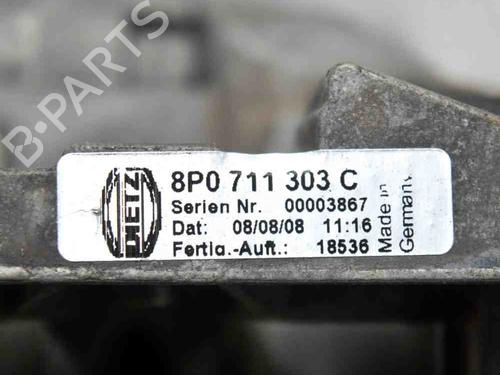 B-PARTS
METZ
8P0 711 303 C
Serien Nr. 00003867
Dat: 08/08/08 11:16
Fertig.-Auft.: 18536
Made in
Germany